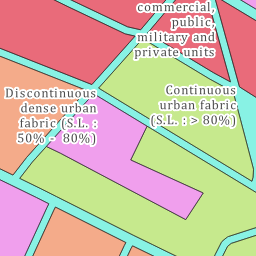 commercial,
public,
military and
private units
Discontinuous
dense urban
fabric (S.L. :
50% - 80%)
Continuous
urban fabric
(S.L. : > 80%)